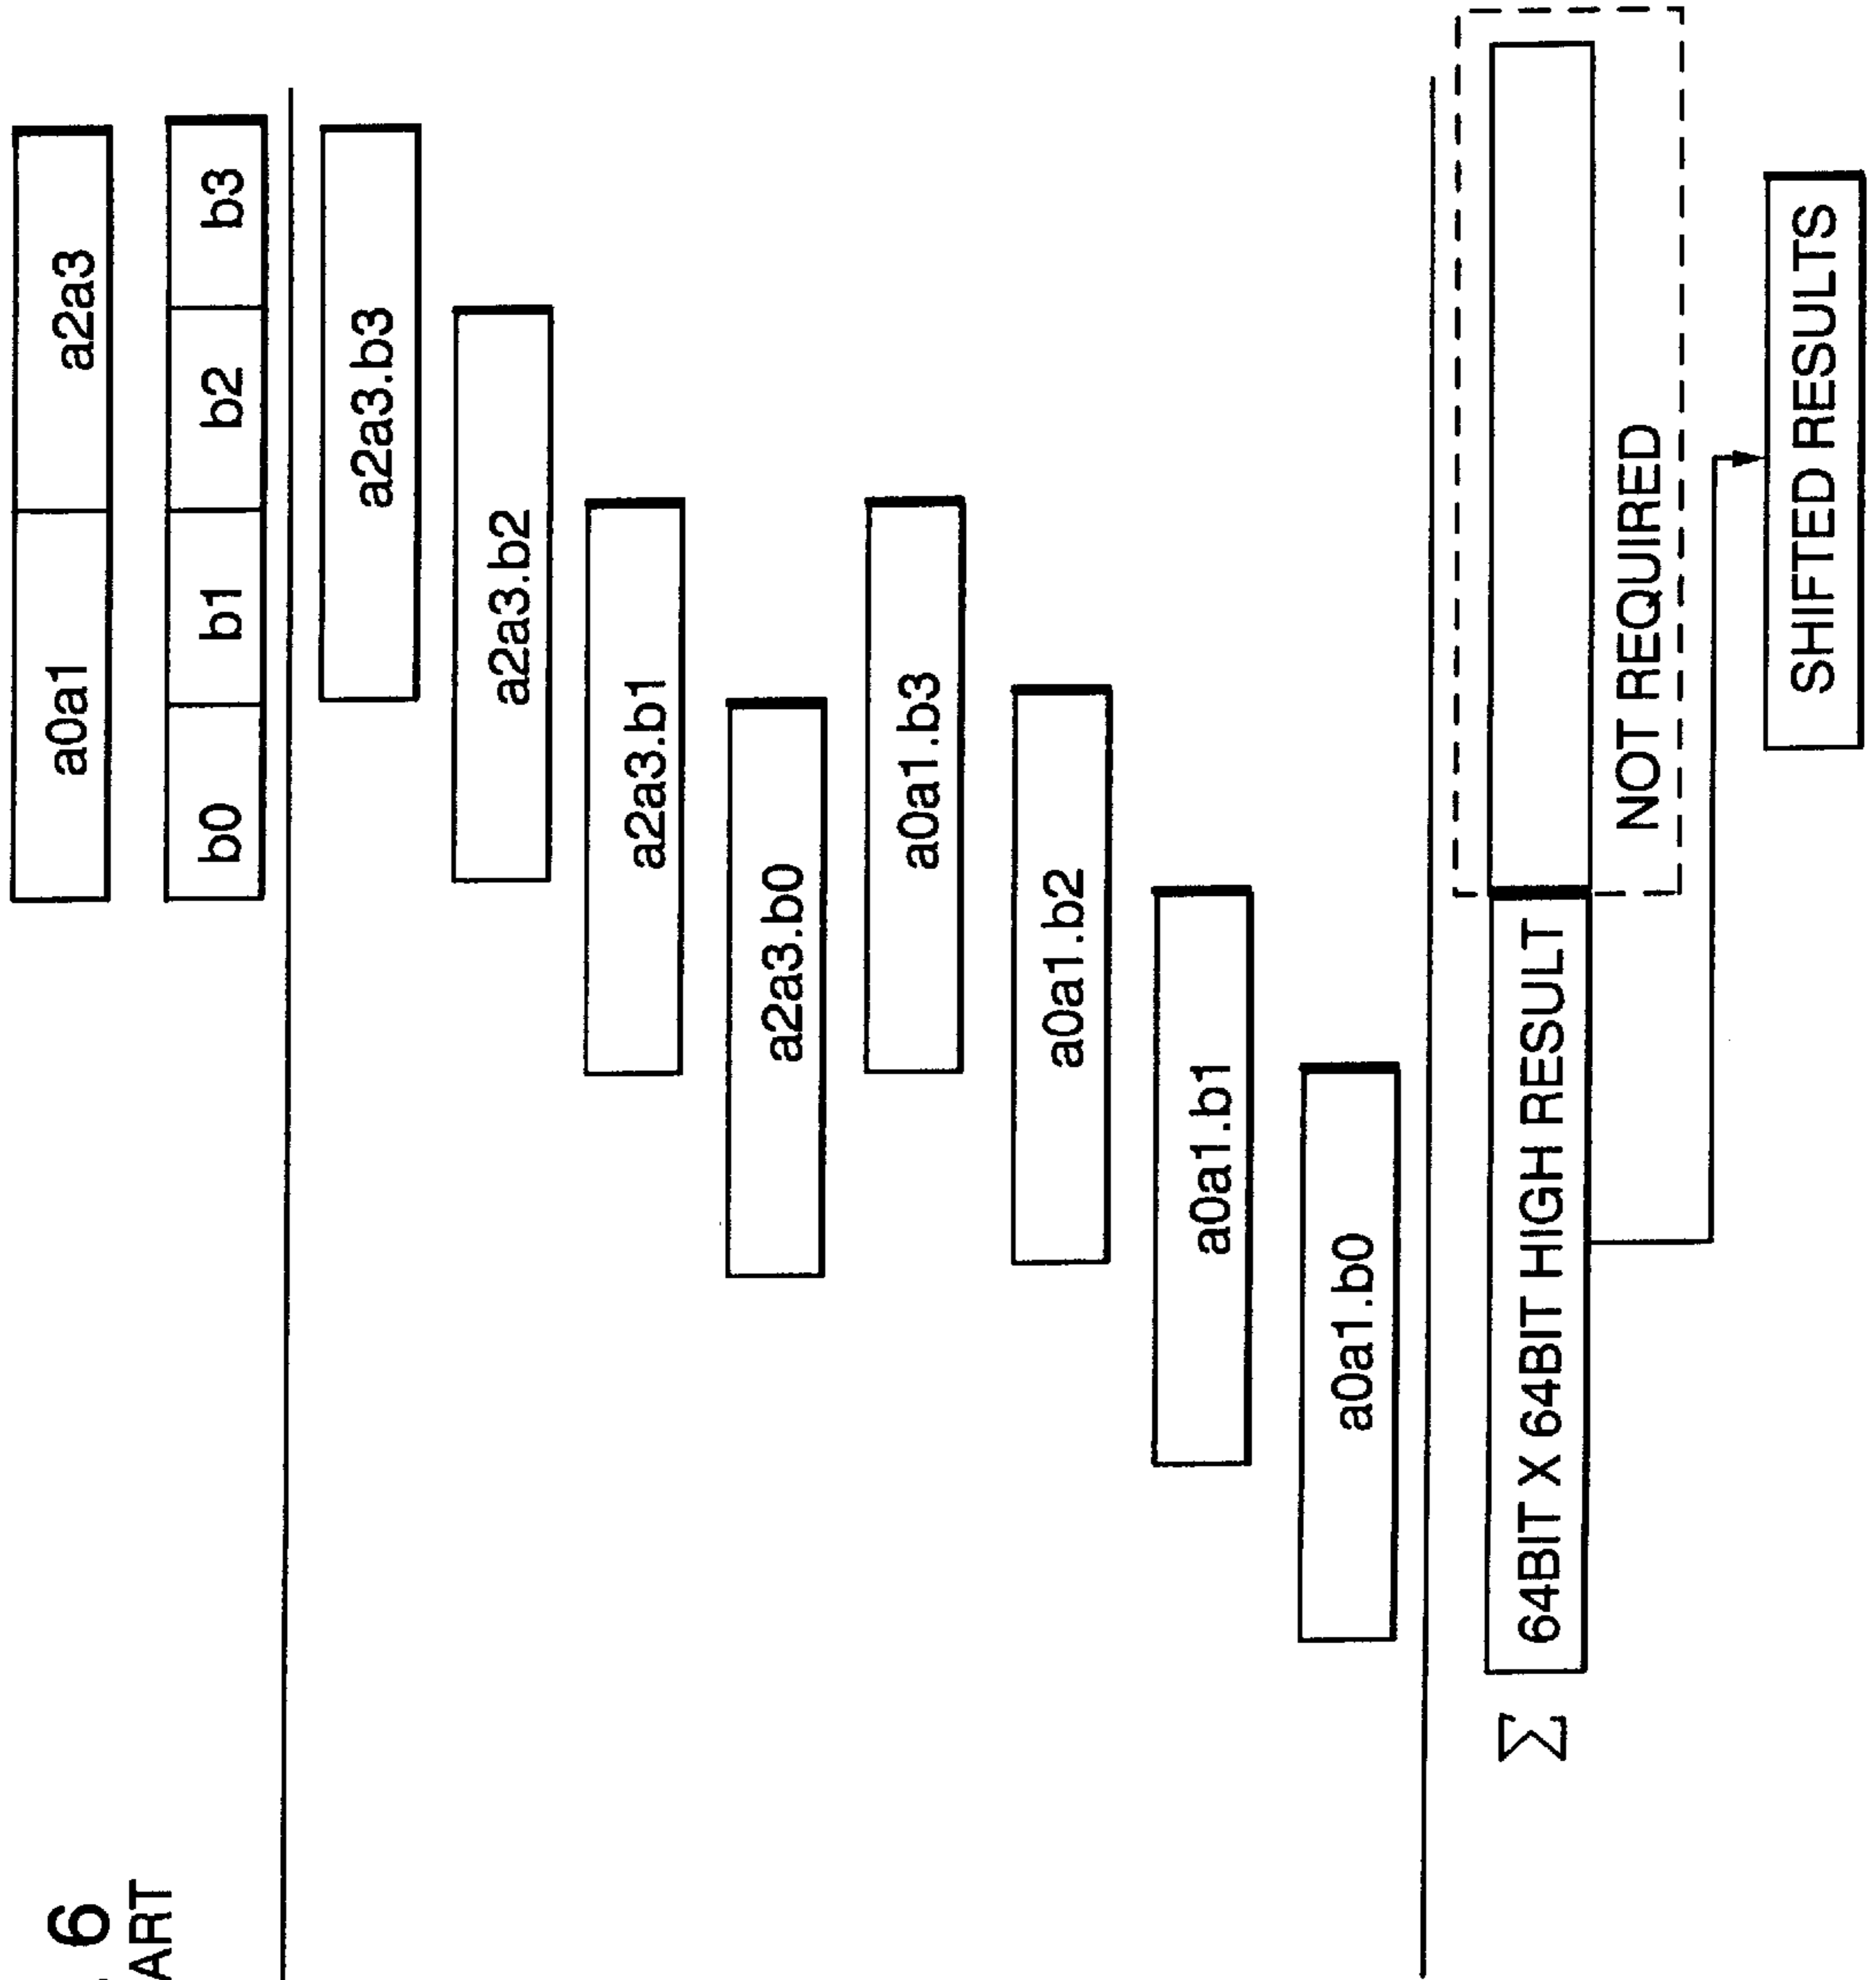 6
ART
a0a1 a2a3
b0 b1 b2 b3
a2a3.b3
a2a3.b2
a2a3.b1
a2a3.b0
a0a1.b3
a0a1.b2
a0a1.b1
a0a1.b0
Σ 64BIT X 64BIT HIGH RESULT
NOT REQUIRED
SHIFTED RESULTS